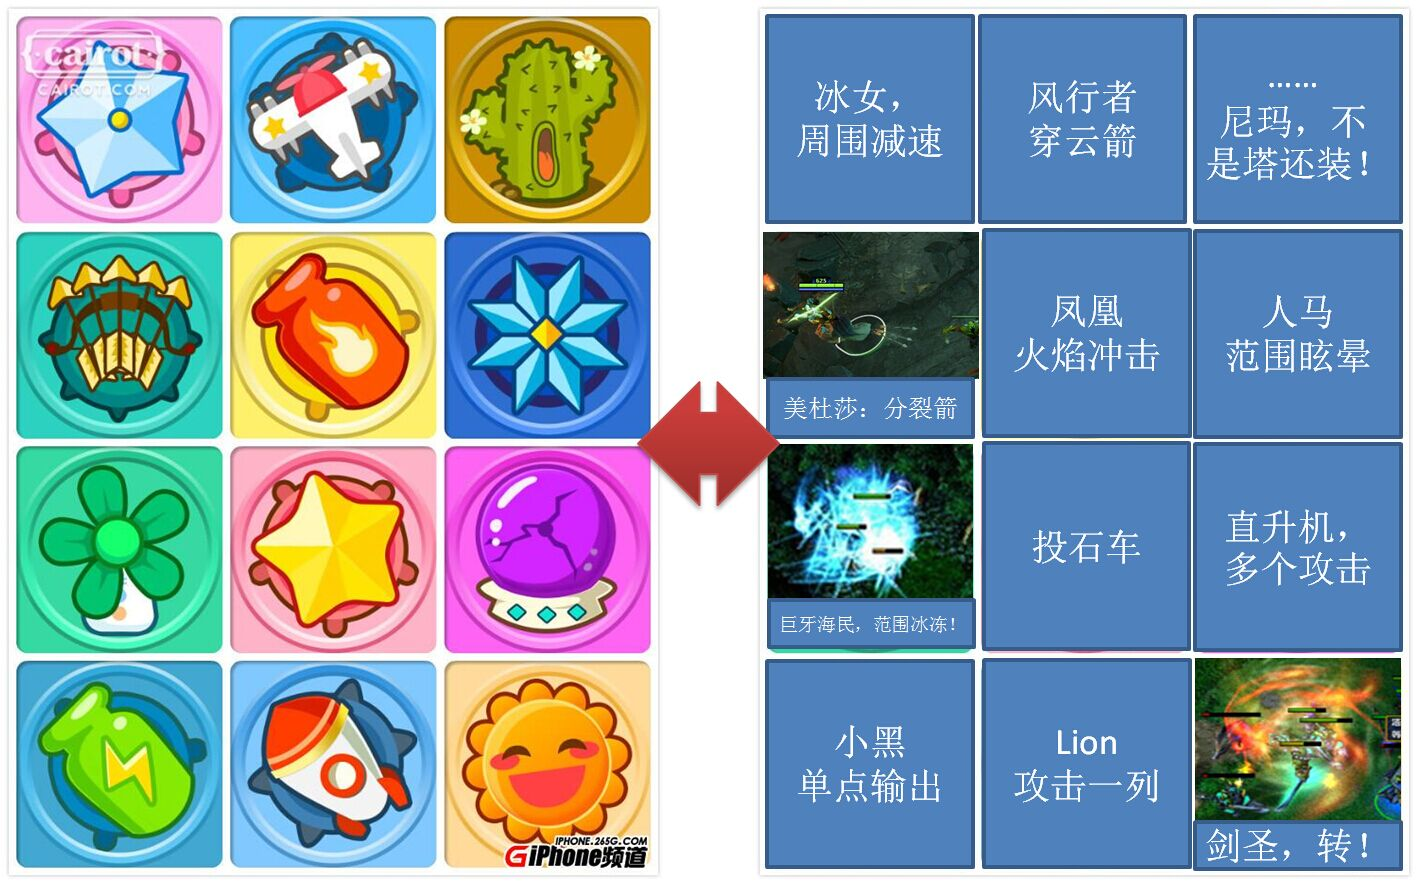 cairot
CAIROT.COM
冰女，
周围减速
风行者
穿云箭
……
尼玛，不
是塔还装！
625
美杜莎：分裂箭
凤凰
火焰冲击
人马
范围眩晕
巨牙海民，范围冰冻！
投石车
直升机，
多个攻击
小黑
单点输出
Lion
攻击一列
剑圣，转！
IPHONE.265G.COM
GiPhone频道